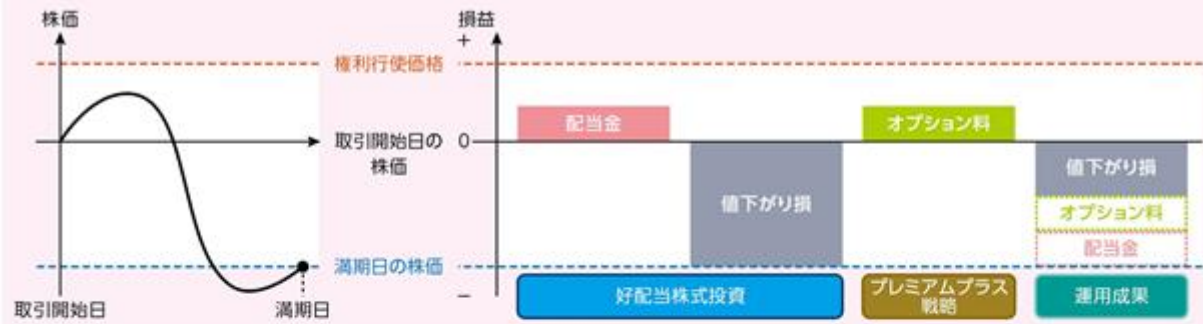 株価
権利行使価格
取引開始日の
株価
満期日の株価
取引開始日
満期日
損益
+
0
−
配当金
値下がり損
オプション料
値下がり損
オプション料
配当金
好配当株式投資
プレミアムプラス
戦略
運用成果